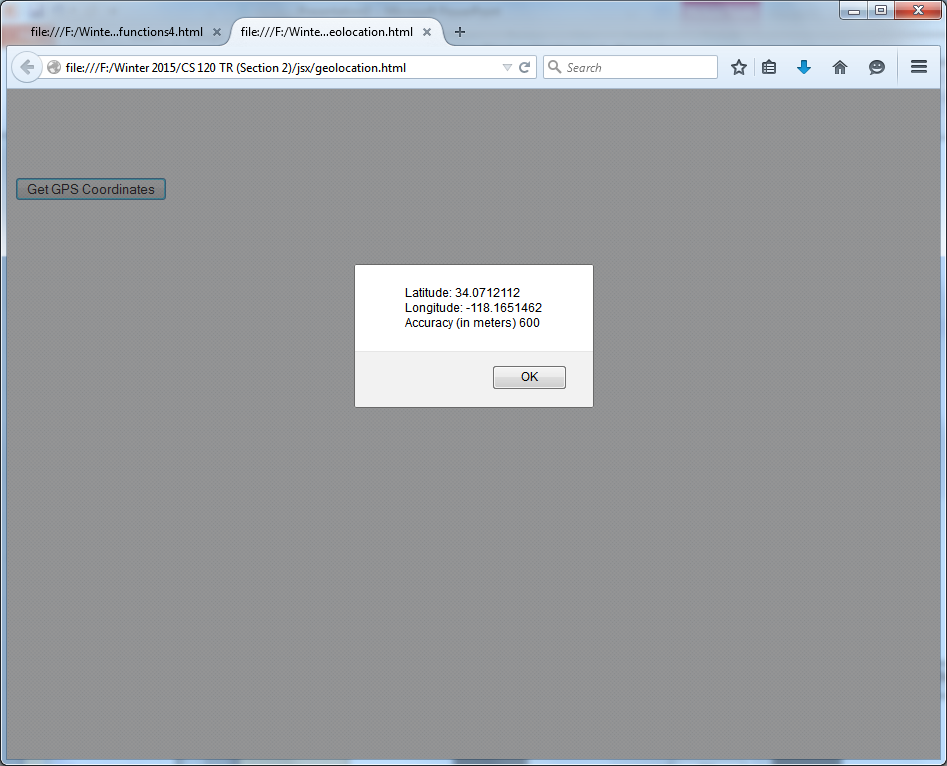 file:///F:/Winte...functions4.html
file:///F:/Winte...eolocation.html
file:///F:/Winter 2015/CS 120 TR (Section 2)/jsx/geolocation.html
Search
Get GPS Coordinates
Latitude: 34.0712112
Longitude: -118.1651462
Accuracy (in meters) 600
OK